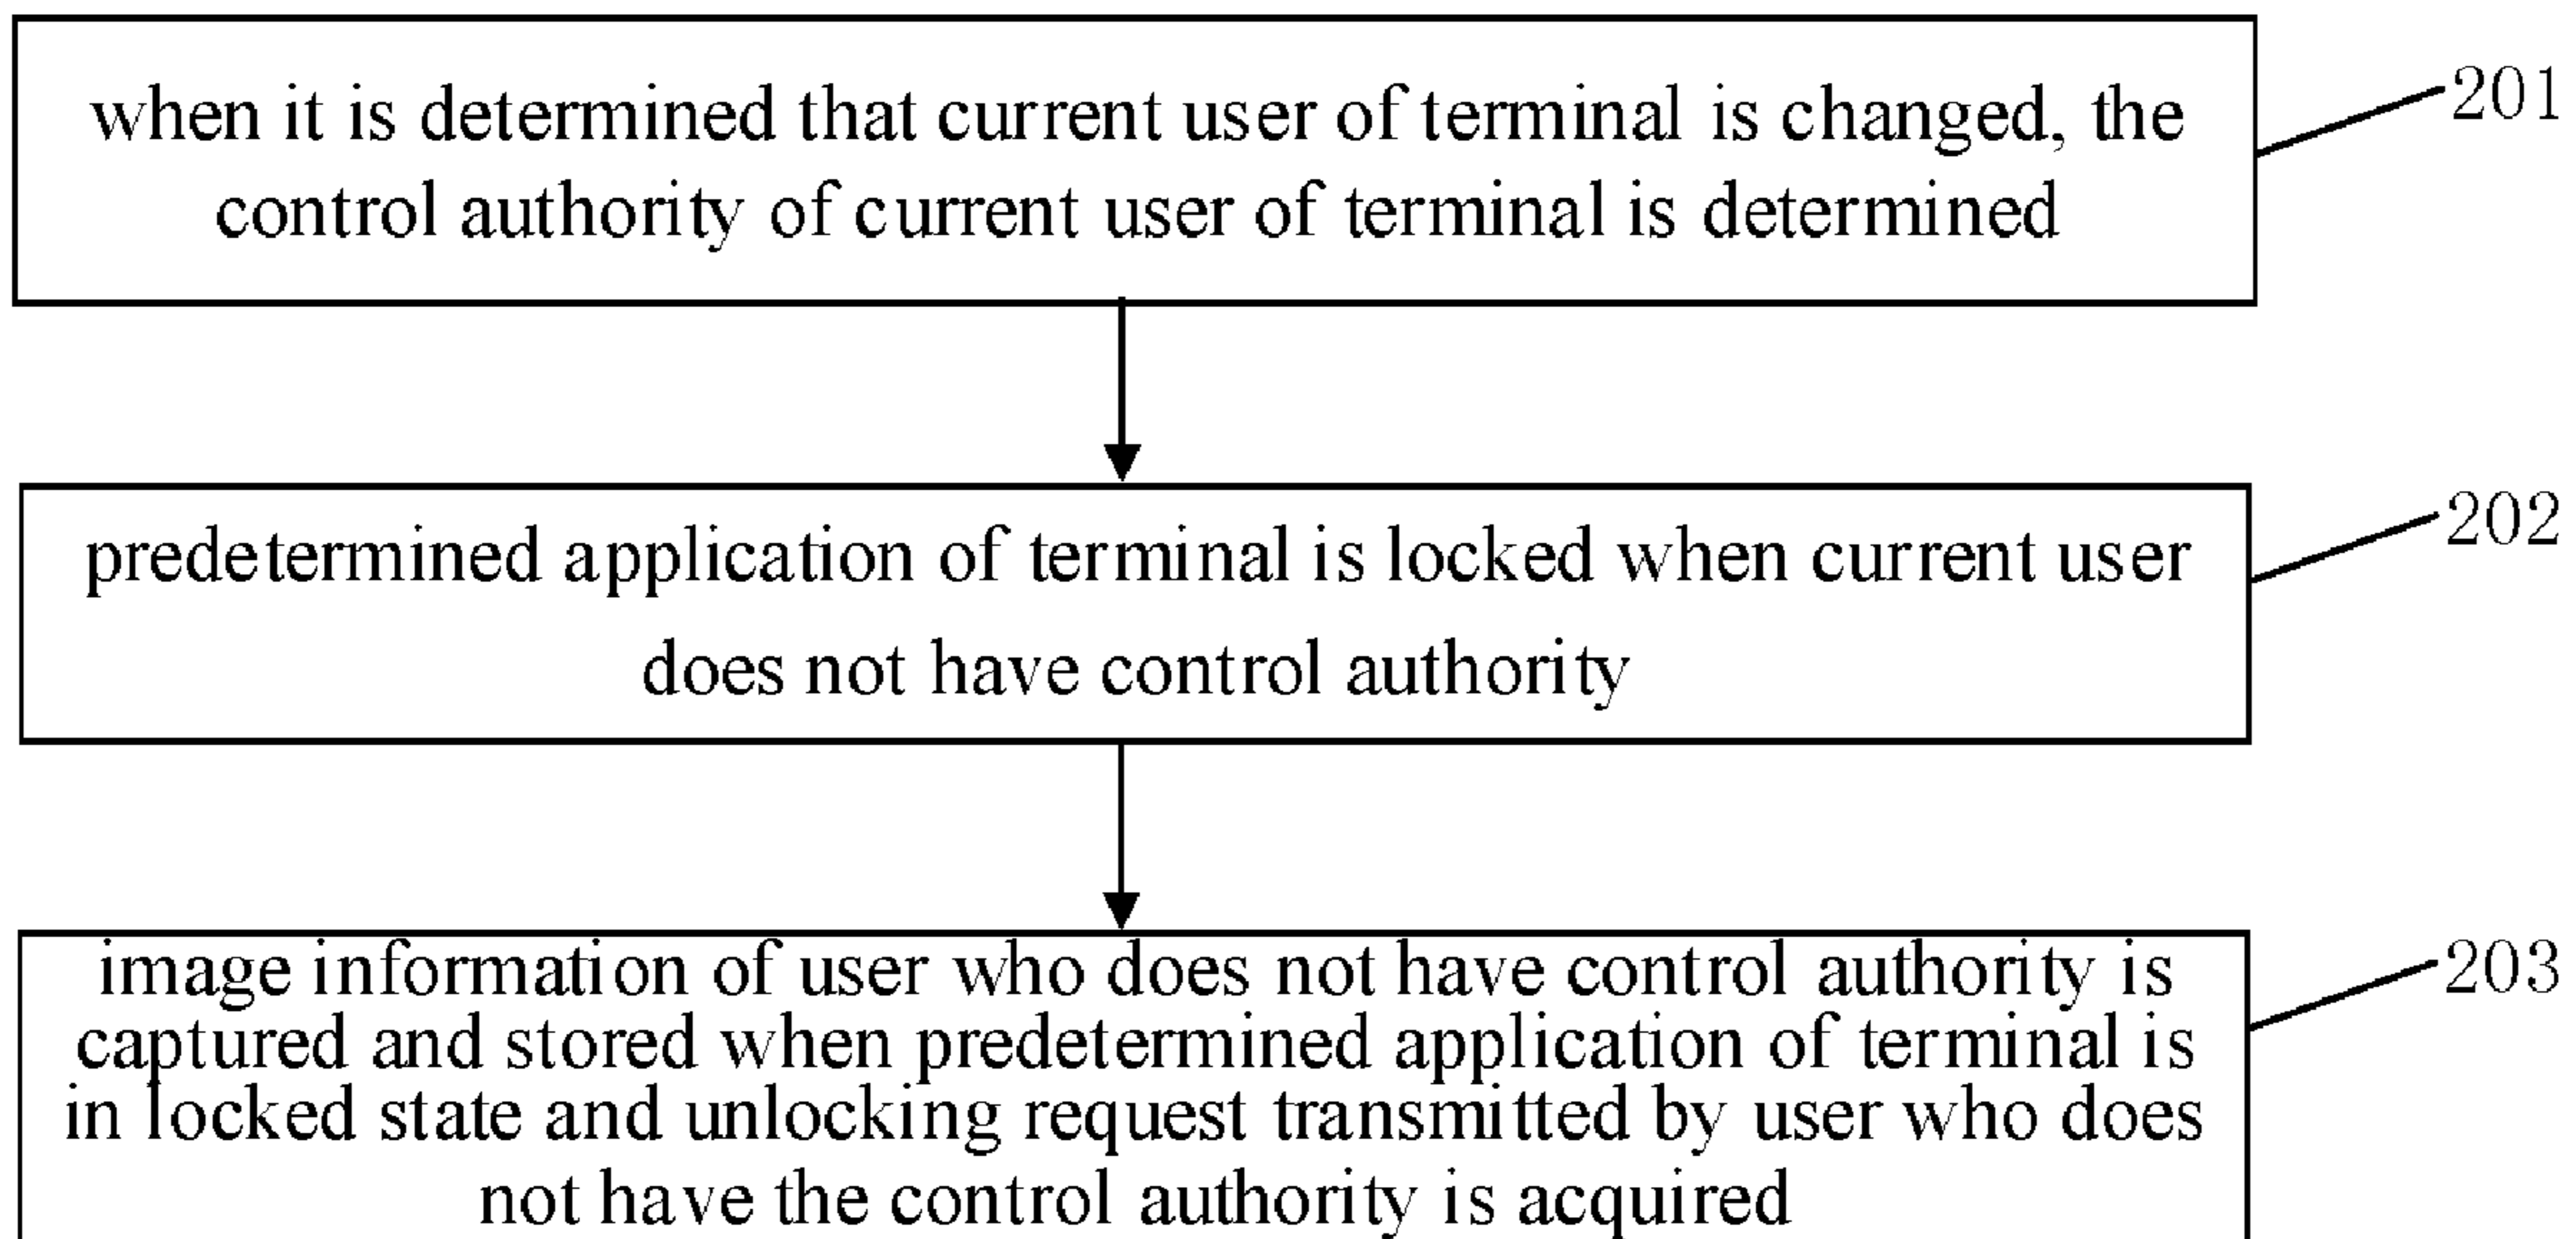 when it is determined that current user of terminal is changed, the
control authority of current user of terminal is determined
201
predetermined application of terminal is locked when current user
does not have control authority
202
image information of user who does not have control authority is
captured and stored when predetermined application of terminal is
in locked state and unlocking request transmitted by user who does
not have the control authority is acquired
203